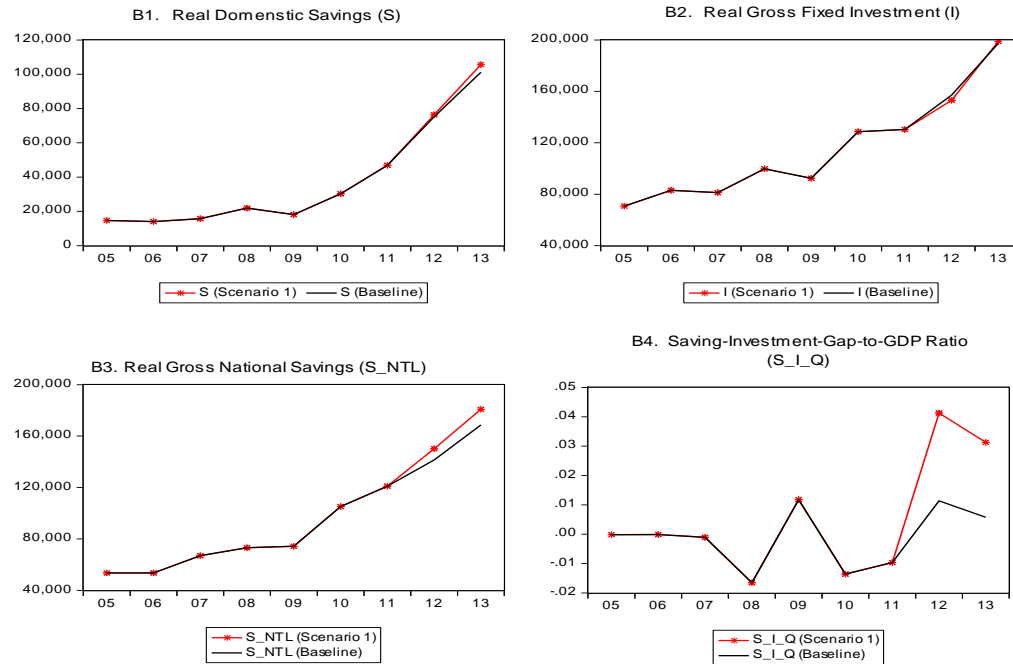 B1. Real Domenstic Savings (S)
120,000
100,000
80,000
60,000
40,000
20,000
0
05 06 07 08 09 10 11 12 13
S (Scenario 1) S (Baseline)
B2. Real Gross Fixed Investment (I)
200,000
160,000
120,000
80,000
40,000
05 06 07 08 09 10 11 12 13
I (Scenario 1) I (Baseline)
B3. Real Gross National Savings (S_NTL)
200,000
160,000
120,000
80,000
40,000
05 06 07 08 09 10 11 12 13
S_NTL (Scenario 1)
S_NTL (Baseline)
B4. Saving-Investment-Gap-to-GDP Ratio
(S_I_Q)
.05
.04
.03
.02
.01
.00
-.01
-.02
05 06 07 08 09 10 11 12 13
S_I_Q (Scenario 1)
S_I_Q (Baseline)